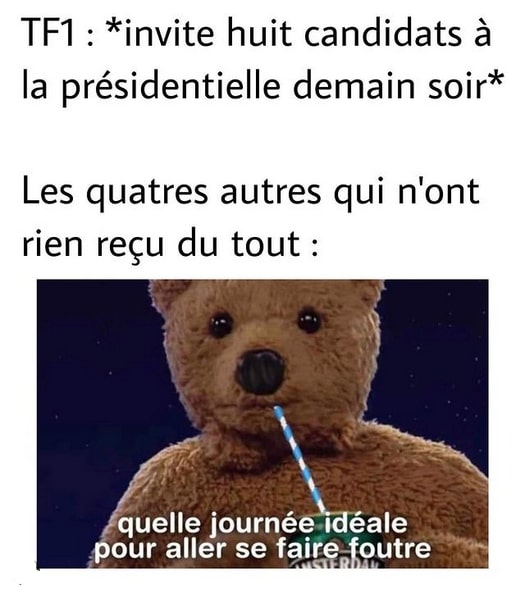 TF1 : *invite huit candidats à
la présidentielle demain soir*
Les quatres autres qui n'ont
rien reçu du tout :
quelle journée idéale
pour aller se faire foutre